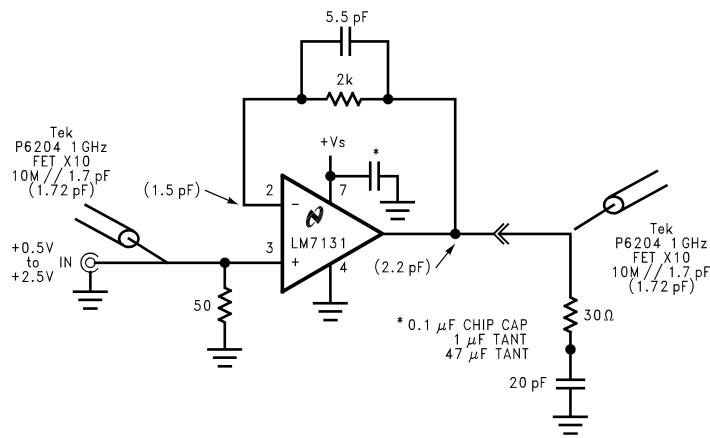 5.5 pF
2k
Tek
P6204 1 GHz
FET X10
10M // 1.7 pF
(1.72 pF)
+Vs
*
(1.5 pF)
2
7
−
LM7131
3
+
4
+0.5V
to
+2.5V
IN
50
(2.2 pF)
Tek
P6204 1 GHz
FET X10
10M // 1.7 pF
(1.72 pF)
30Ω
* 0.1 μF CHIP CAP
1 μF TANT
47 μF TANT
20 pF